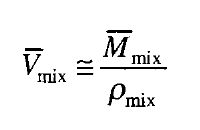 V̅mix ≅ M̅mix / ρmix